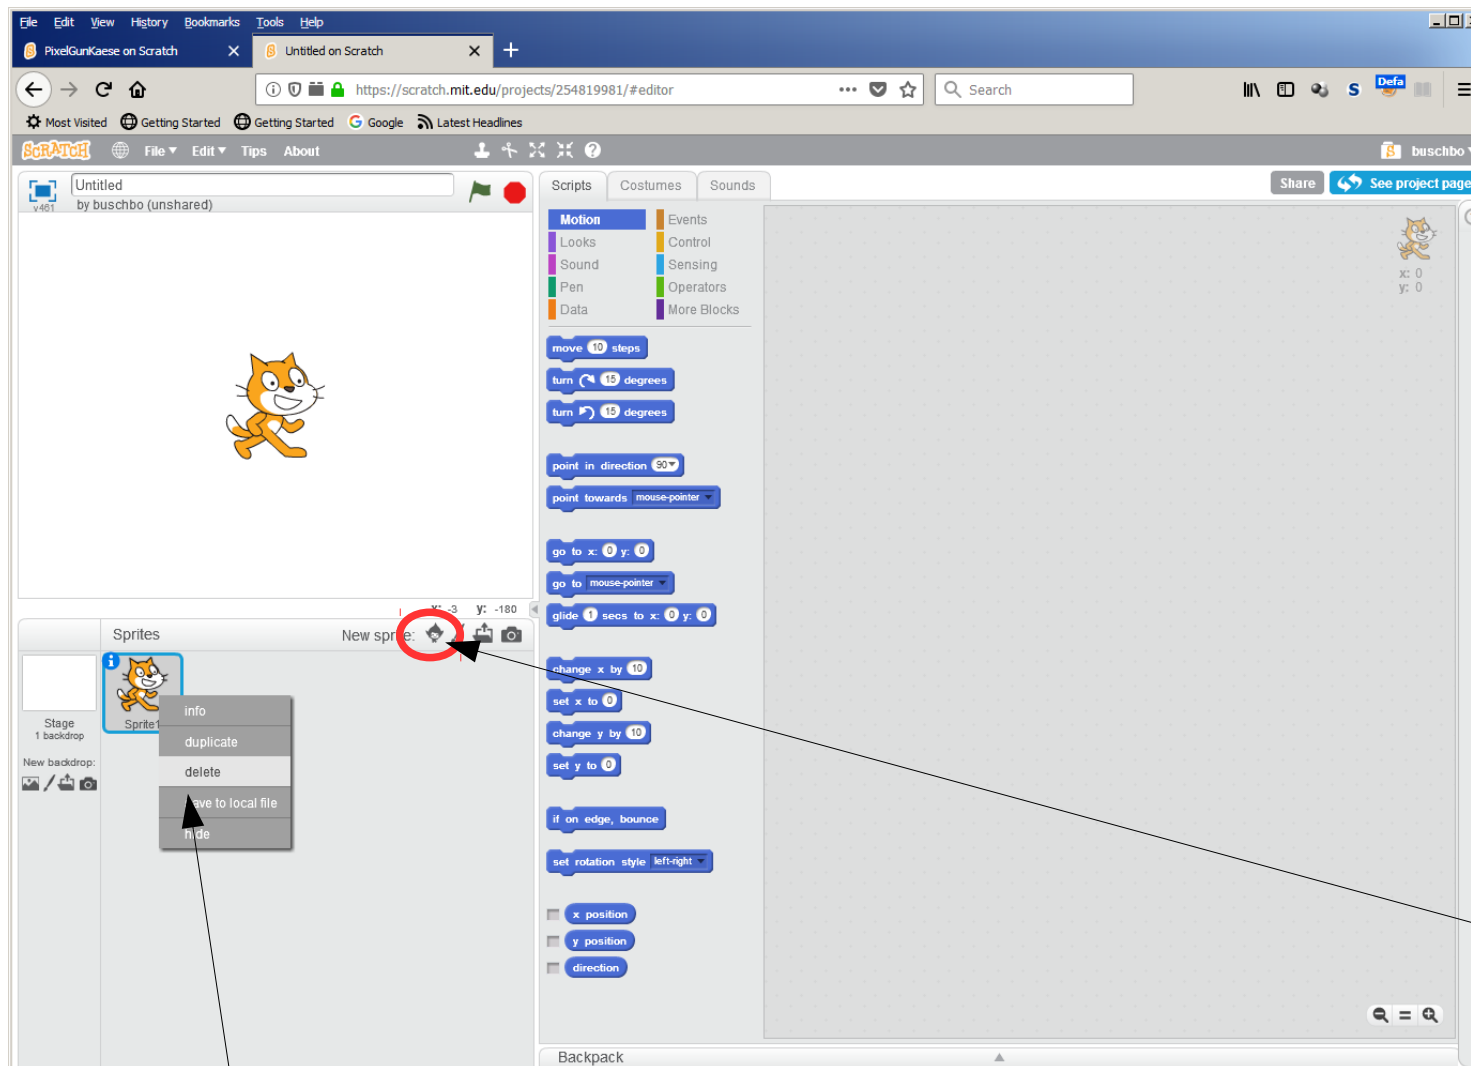 File Edit View History Bookmarks Tools Help
PixelGunKaese on Scratch
Untitled on Scratch
https://scratch.mit.edu/projects/254819981/#editor
Search
S
Defa
Most Visited Getting Started Getting Started Google Latest Headlines
SCRATCH File Edit Tips About
buschbo
Untitled
by buschbo (unshared)
v461
Scripts Costumes Sounds
Share See project page
Motion Events
Looks Control
Sound Sensing
Pen Operators
Data More Blocks
x: 0
y: 0
move 10 steps
turn 15 degrees
turn 15 degrees
point in direction 90
point towards mouse-pointer
go to x: 0 y: 0
go to mouse-pointer
glide 1 secs to x: 0 y: 0
change x by 10
set x to 0
change y by 10
set y to 0
if on edge, bounce
set rotation style left-right
x position
y position
direction
x: -3 y: -180
Sprites New sprite:
Sprite1
Stage
1 backdrop
New backdrop:
info
duplicate
delete
save to local file
hide
Backpack